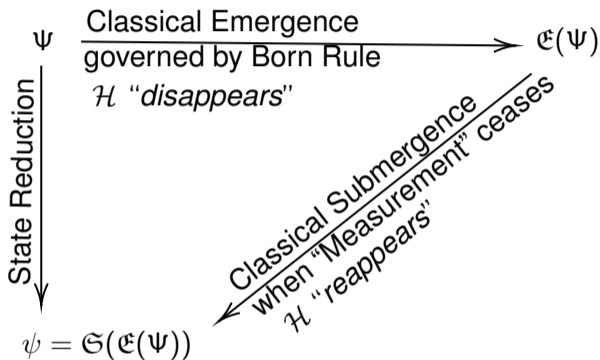 Classical Emergence
Ψ
𝔈(Ψ)
governed by Born Rule
ℋ “disappears”
State Reduction
Classical Submergence
when “Measurement” ceases
ℋ “reappears”
ψ = 𝔖(𝔈(Ψ))